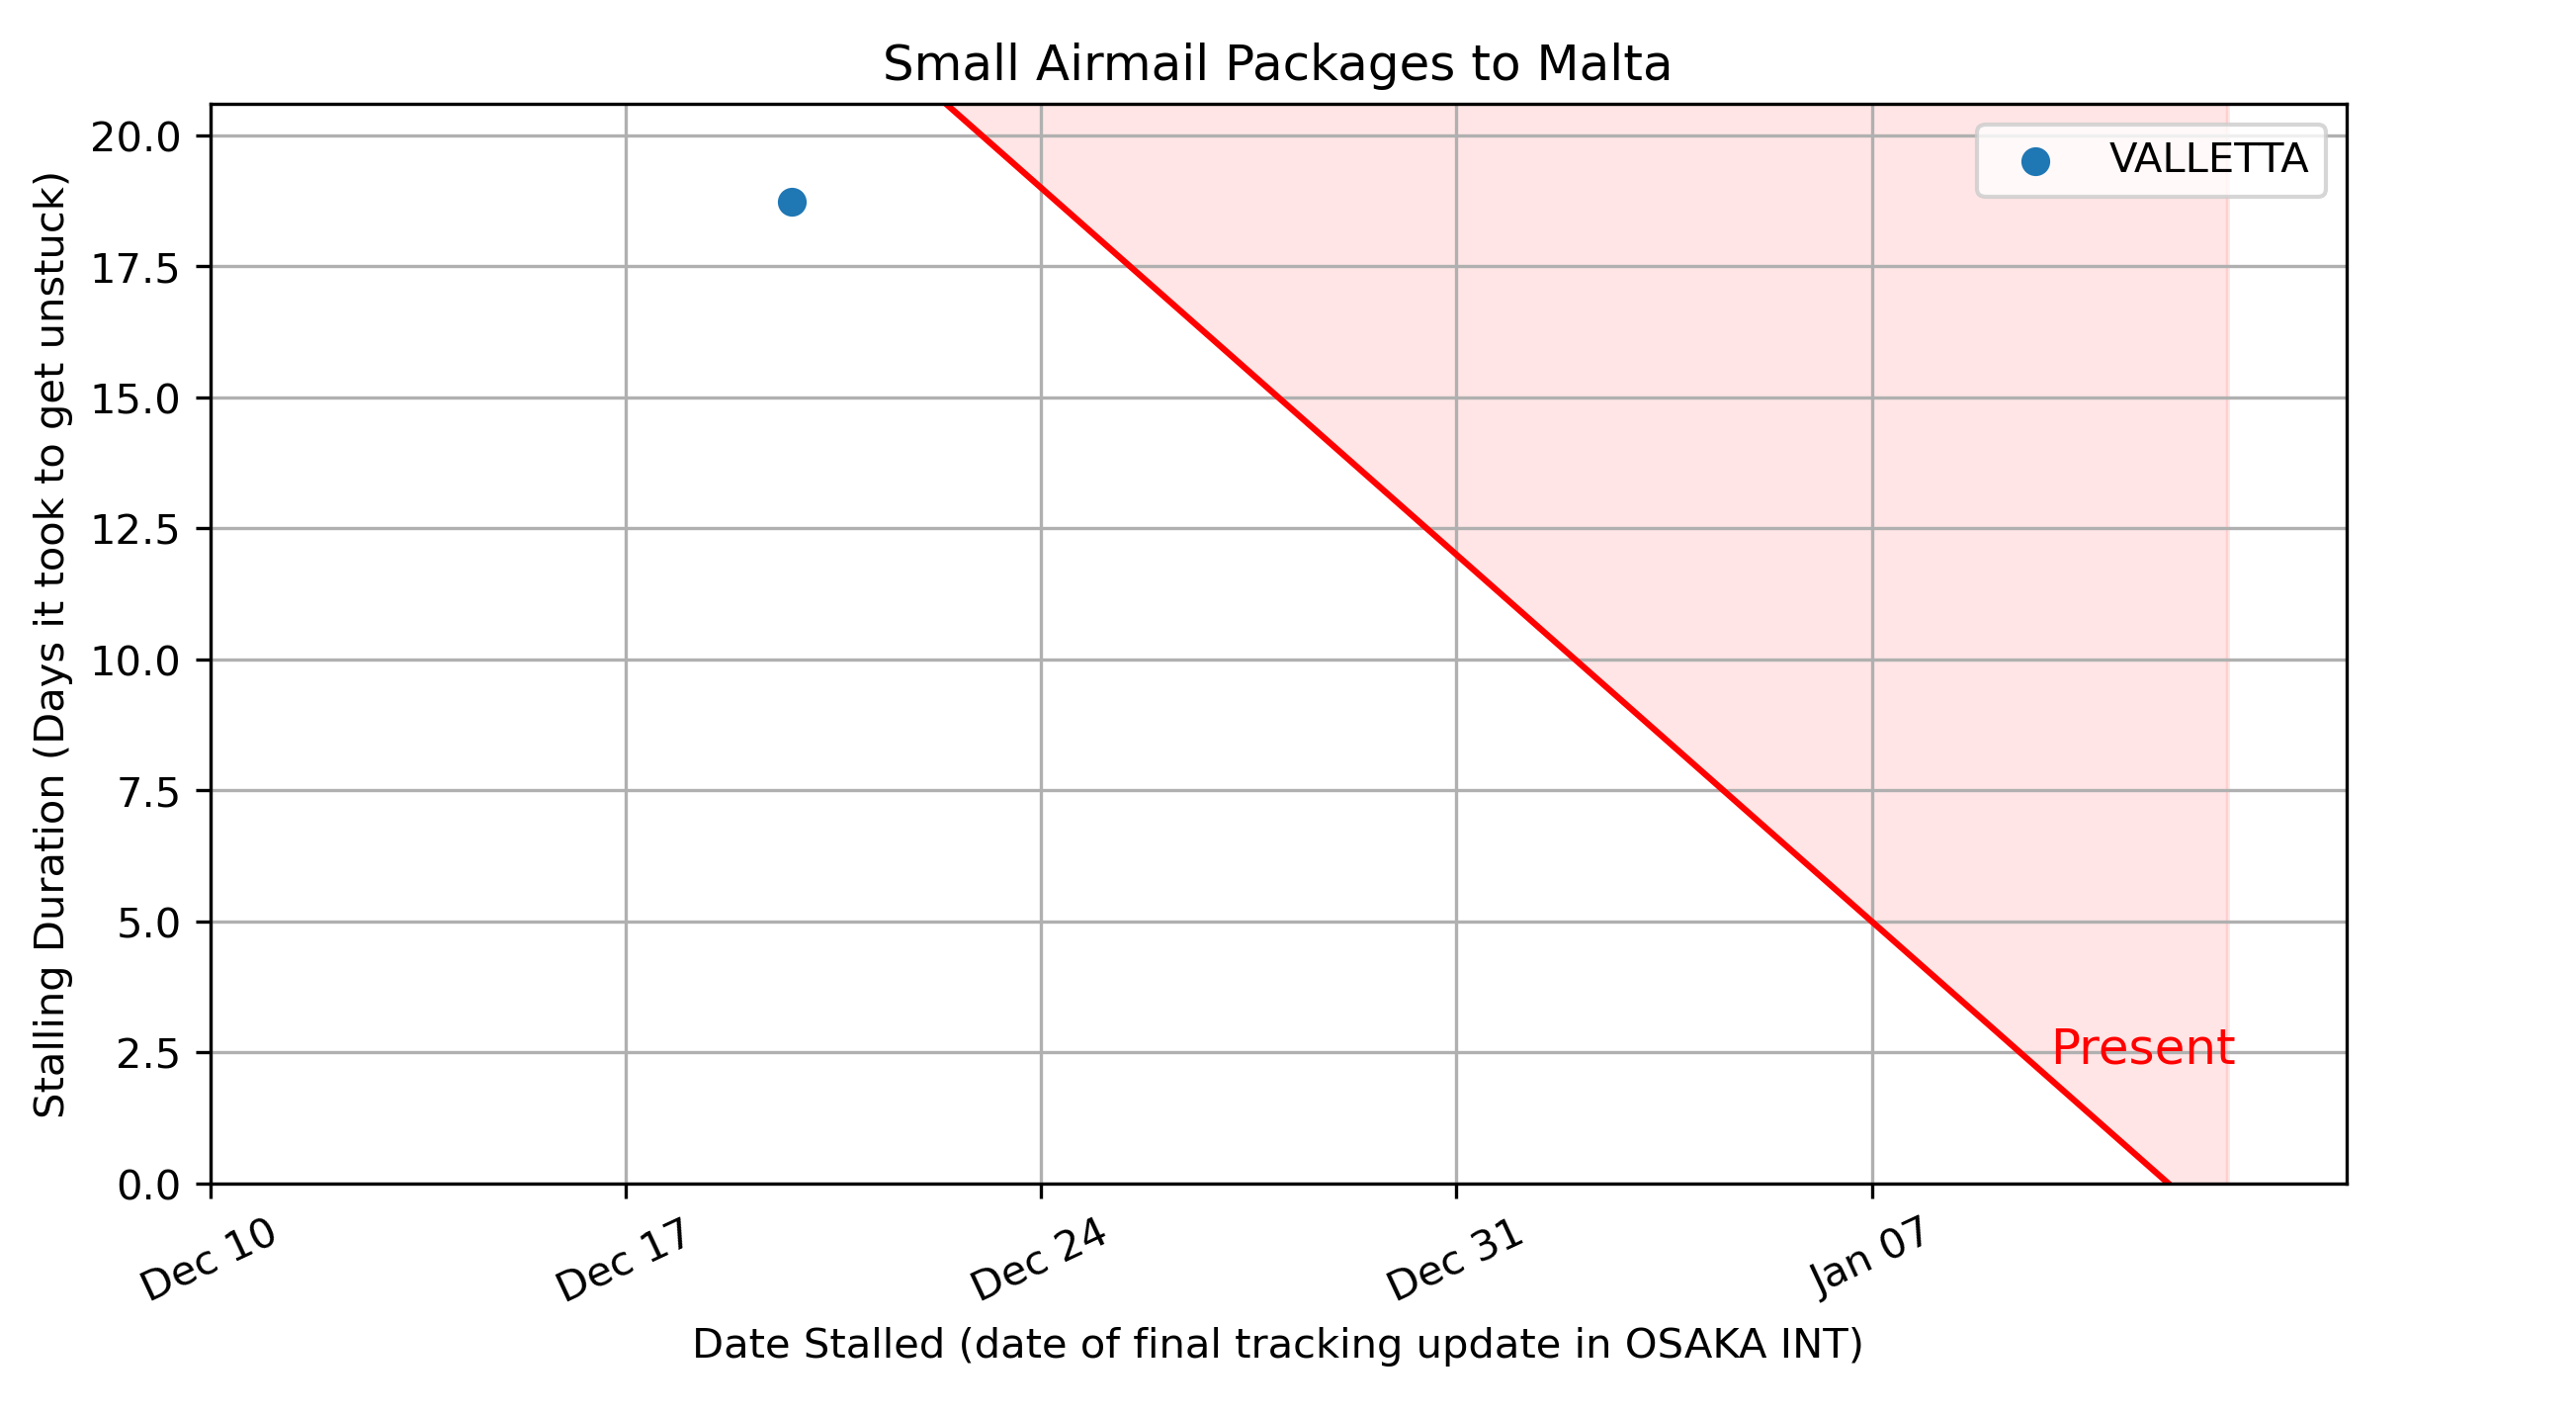 Small Airmail Packages to Malta
VALLETTA
Stalling Duration (Days it took to get unstuck)
20.0
17.5
15.0
12.5
10.0
7.5
5.0
2.5
0.0
Present
Dec 10
Dec 17
Dec 24
Dec 31
Jan 07
Date Stalled (date of final tracking update in OSAKA INT)